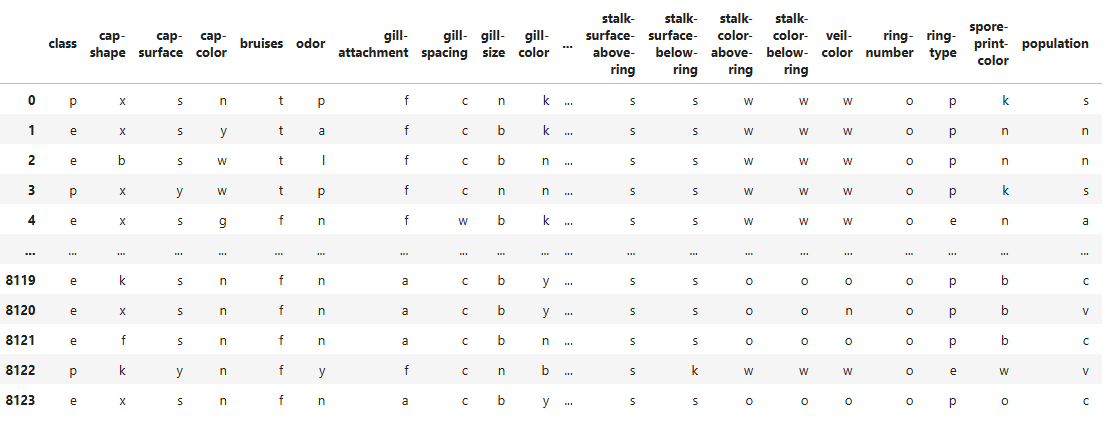 class cap-shape cap-surface cap-color bruises odor gill-attachment gill-spacing gill-size gill-color ... stalk-surface-above-ring stalk-surface-below-ring stalk-color-above-ring stalk-color-below-ring veil-color ring-number ring-type spore-print-color population
0 p x s n t p f c n k ... s s w w w o p k s
1 e x s y t a f c b k ... s s w w w o p n n
2 e b s w t l f c b n ... s s w w w o p n n
3 p x y w t p f c n n ... s s w w w o p k s
4 e x s g f n f w b k ... s s w w w o e n a
... ... ... ... ... ... ... ... ... ... ... ... ... ... ... ... ... ... ... ... ...
8119 e k s n f n a c b y ... s s o o o o p b c
8120 e x s n f n a c b y ... s s o o n o p b v
8121 e f s n f n a c b n ... s s o o o o p b c
8122 p k y n f y f c n b ... s k w w w o e w v
8123 e x s n f n a c b y ... s s o o o o p o c